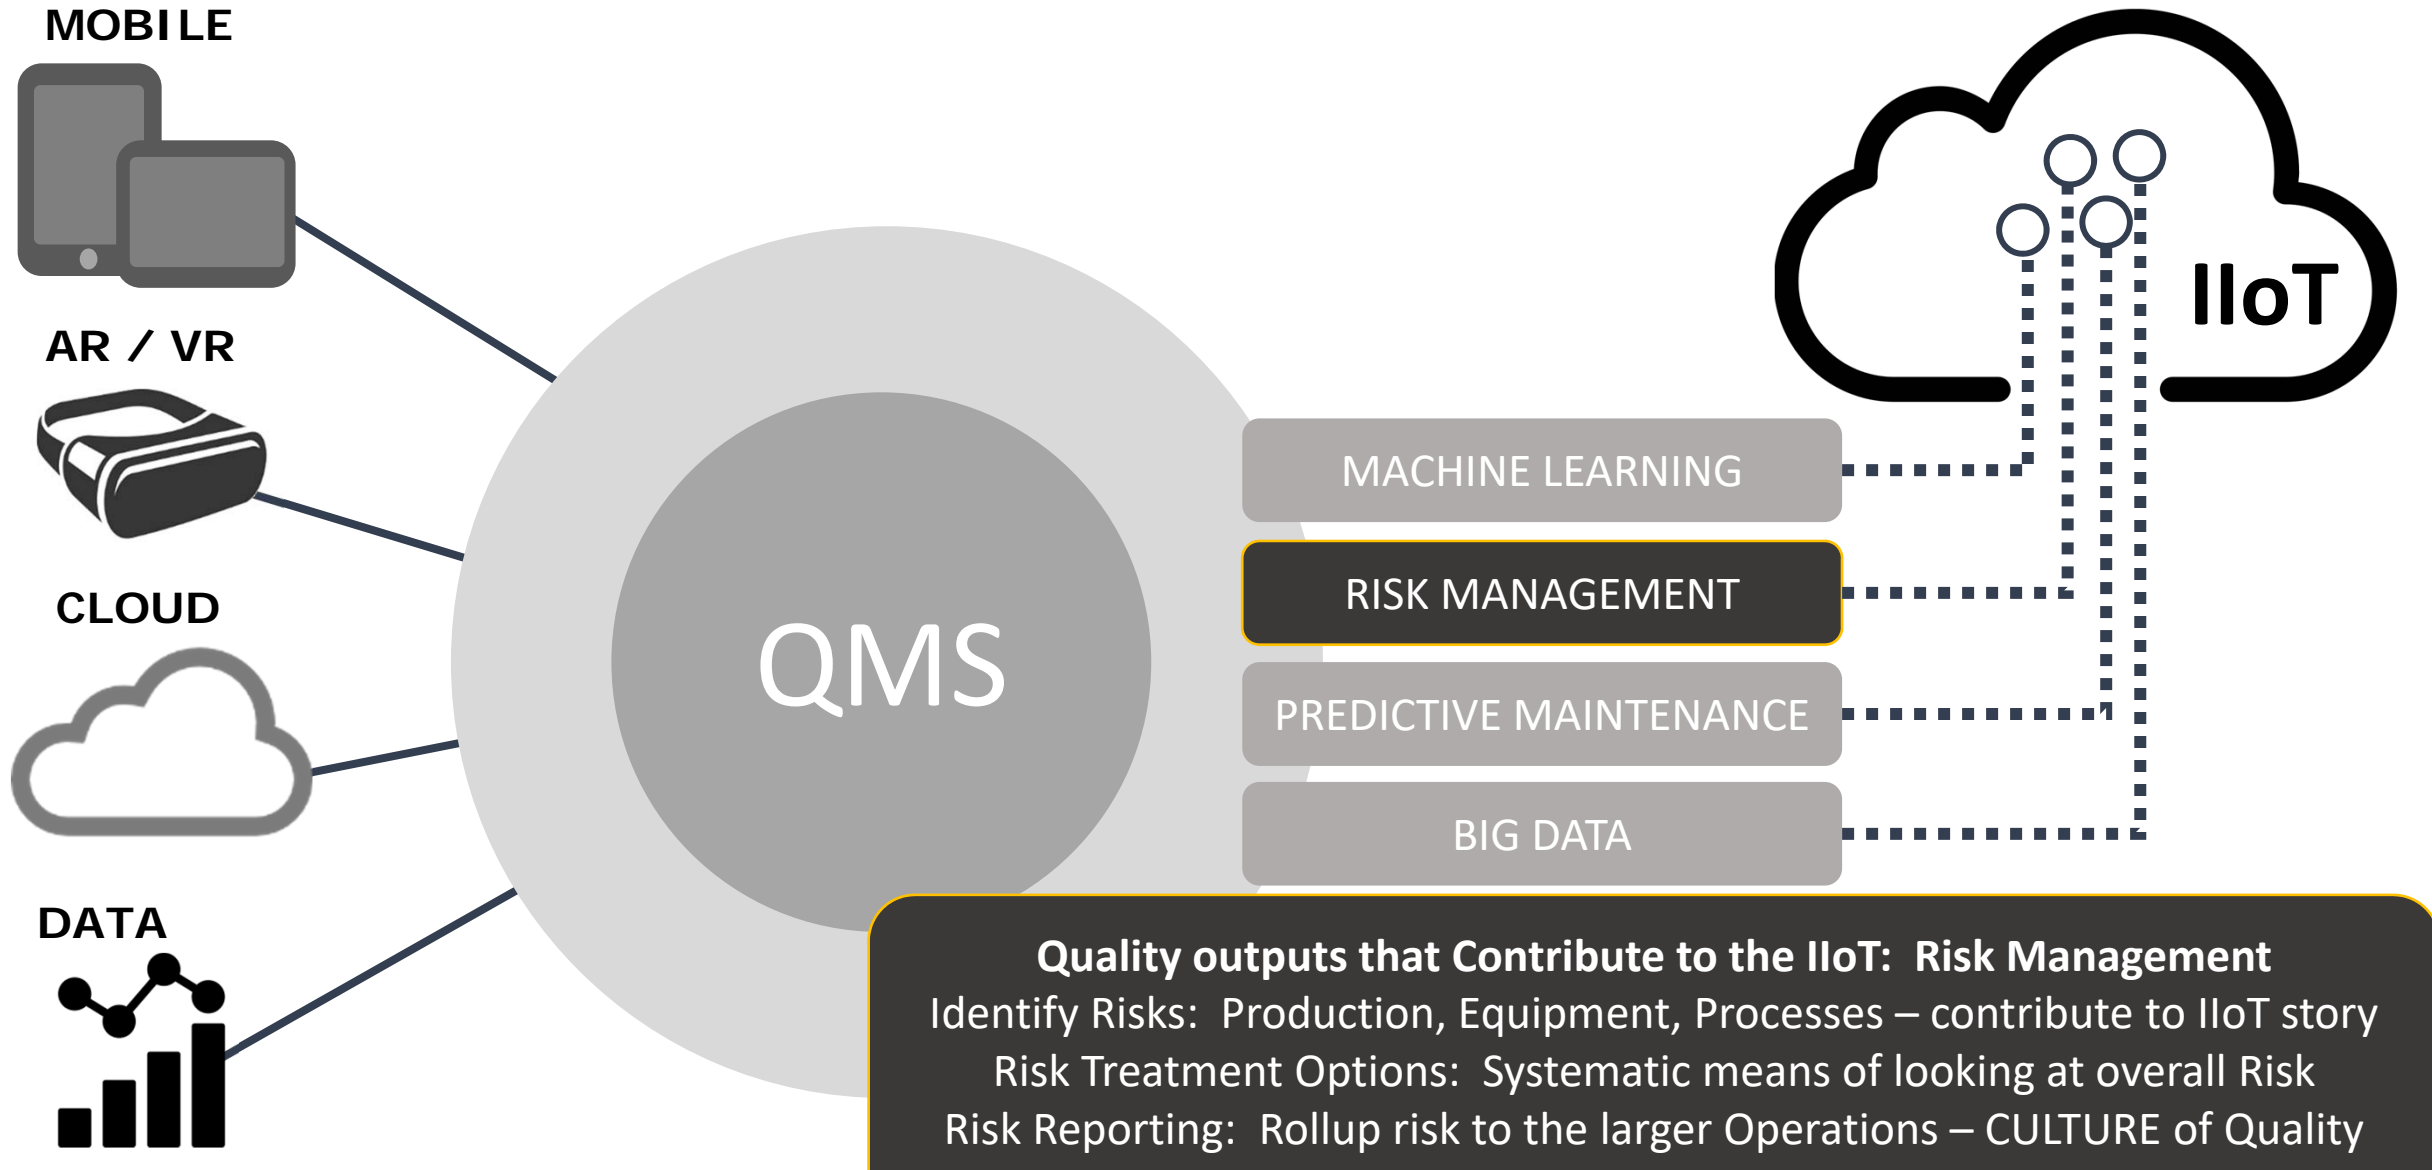 MOBILE
AR / VR
CLOUD
DATA
QMS
MACHINE LEARNING
RISK MANAGEMENT
PREDICTIVE MAINTENANCE
BIG DATA
IIoT
Quality outputs that Contribute to the IIoT:  Risk Management
Identify Risks:  Production, Equipment, Processes – contribute to IIoT story
Risk Treatment Options:  Systematic means of looking at overall Risk
Risk Reporting:  Rollup risk to the larger Operations – CULTURE of Quality